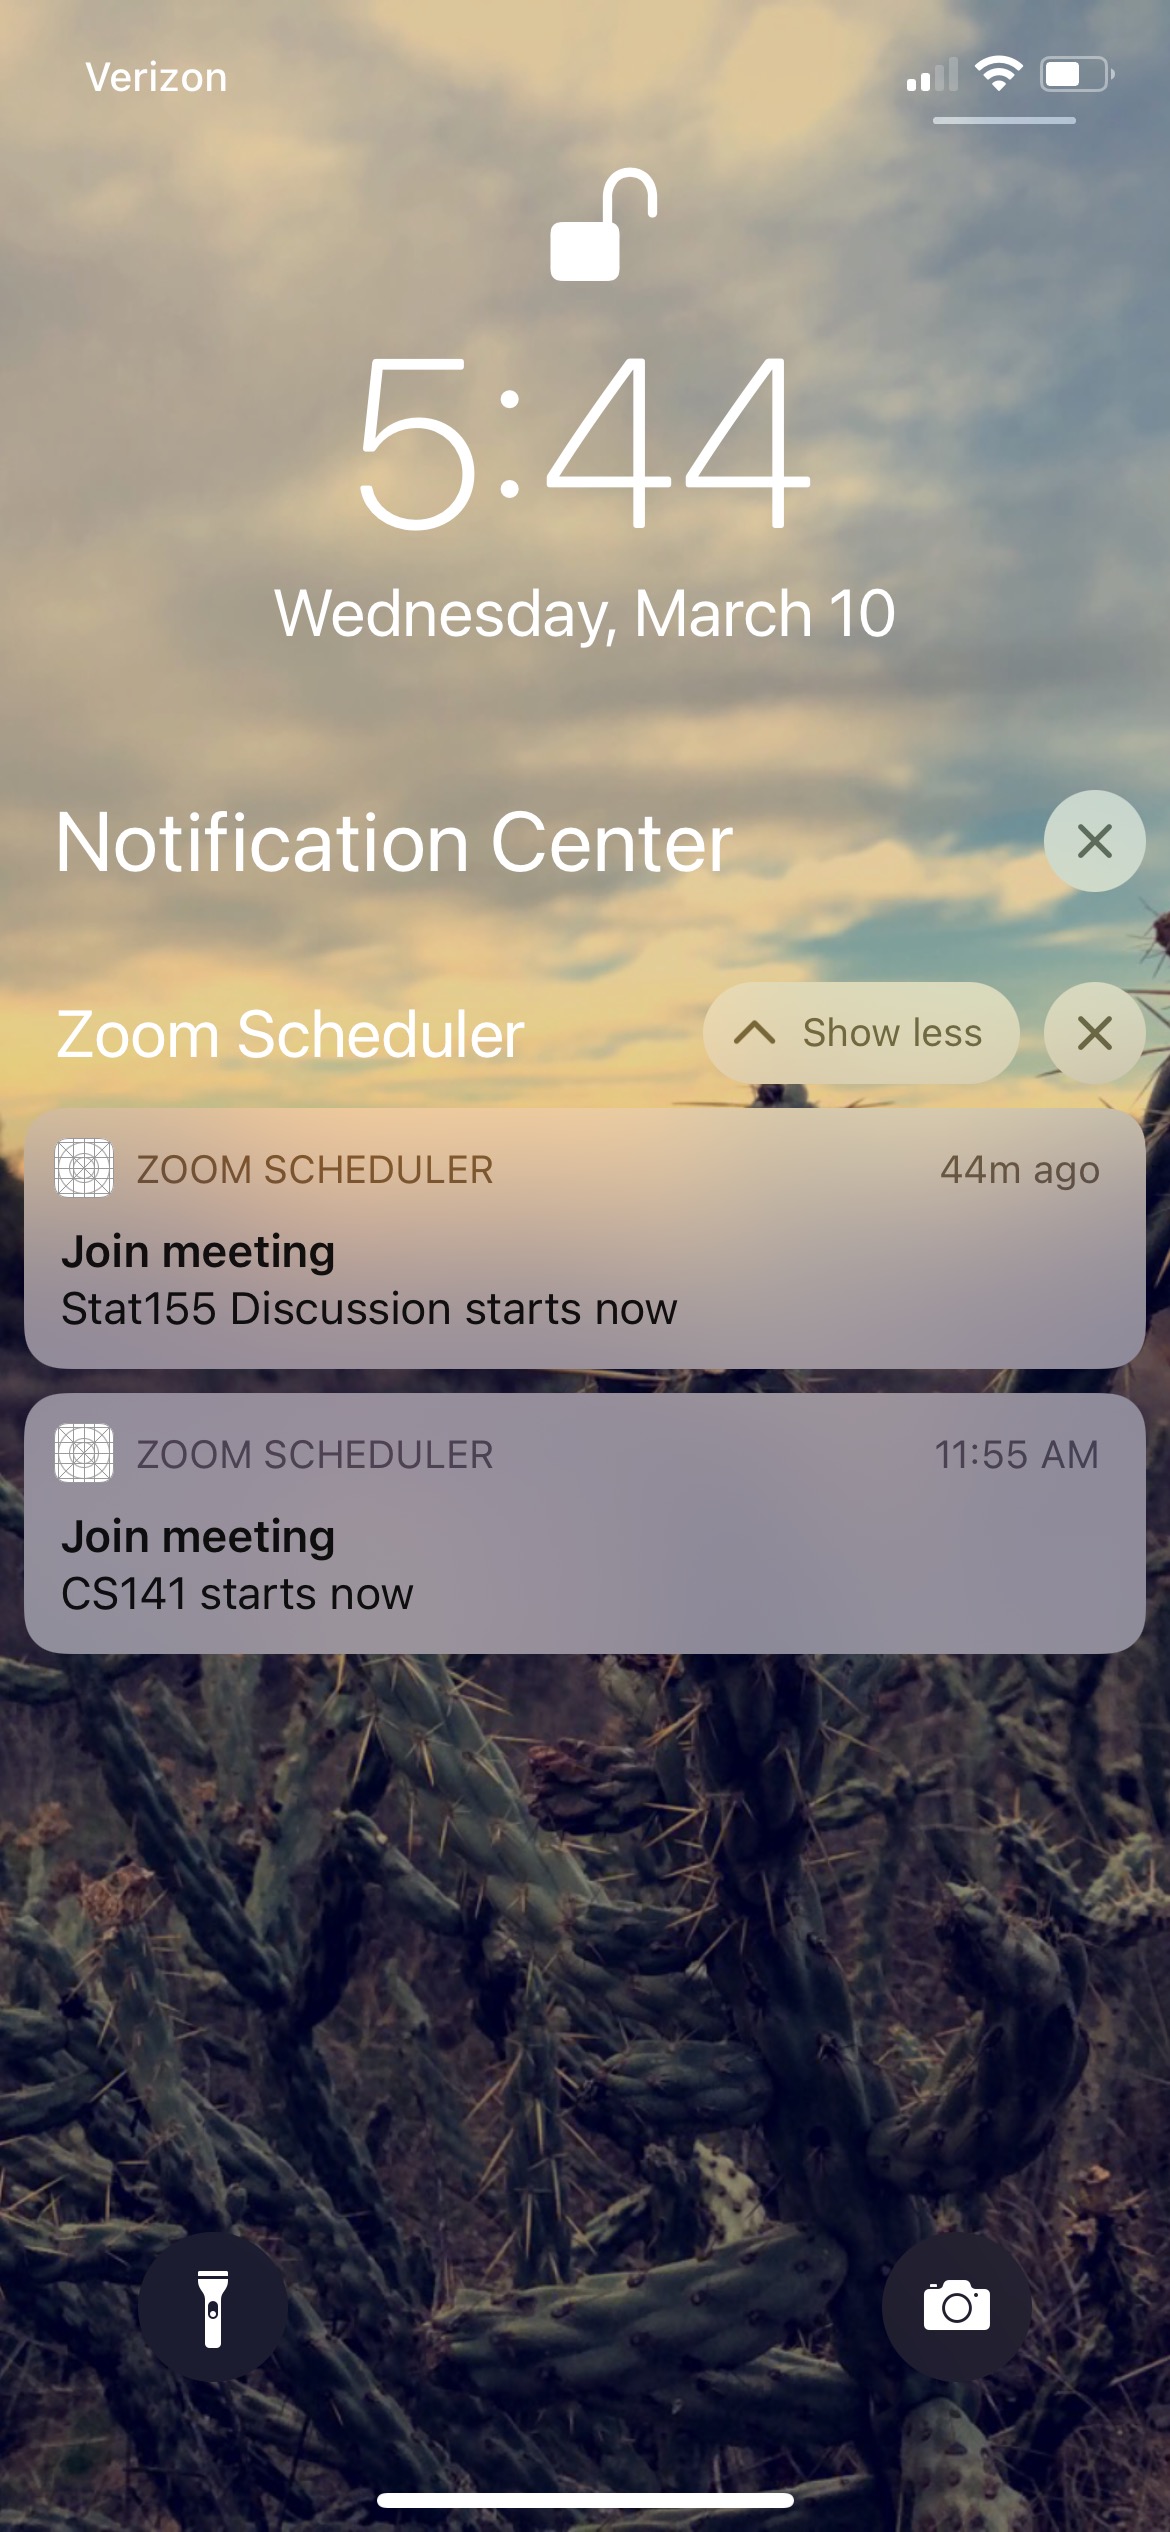 Verizon
5:44
Wednesday, March 10
Notification Center
Zoom Scheduler
Show less
ZOOM SCHEDULER 44m ago
Join meeting
Stat155 Discussion starts now
ZOOM SCHEDULER 11:55 AM
Join meeting
CS141 starts now